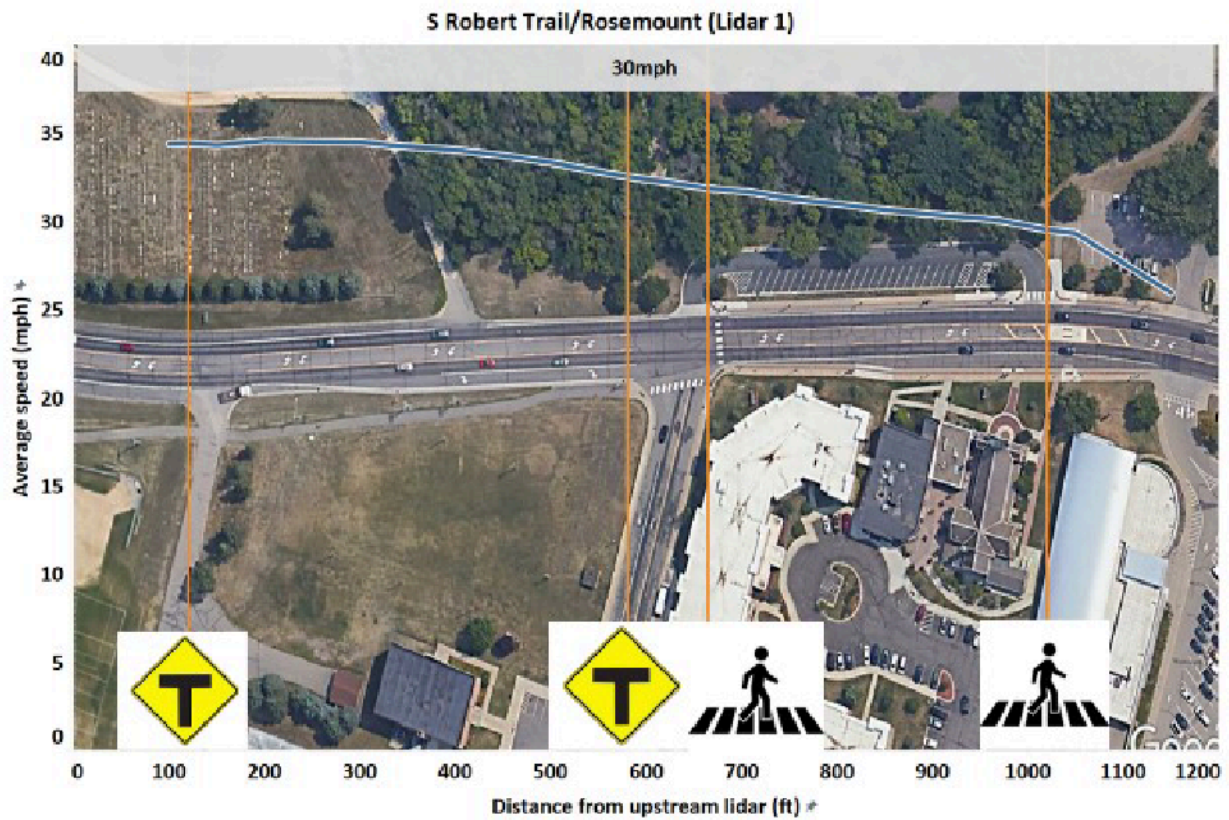 S Robert Trail/Rosemount (Lidar 1)
30mph
40
35
30
25
20
15
10
5
0
Average speed (mph)
T
T
0 100 200 300 400 500 600 700 800 900 1000 1100 1200
Distance from upstream lidar (ft)